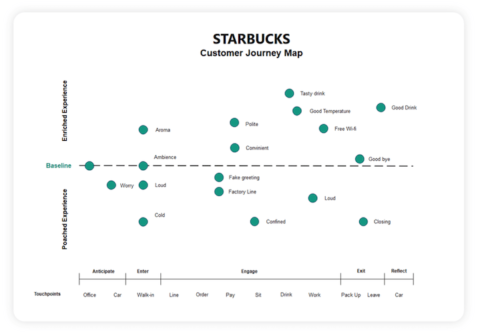 STARBUCKS
Customer Journey Map
Enriched Experience
Tasty drink
Good Temperature
Good Drink
Aroma
Polite
Free Wi-A
Convinient
Ambience
Good bye
Baseline
Worry
Loud
Fake greeting
Factory Line
Loud
Poached Experience
Cold
Confined
Closing
Anticipate
Enter
Engage
Exit
Reflect
Touchpoints
Office
Car
Walk-in
Line
Order
Pay
Sit
Drink
Work
Pack Up
Leave
Car